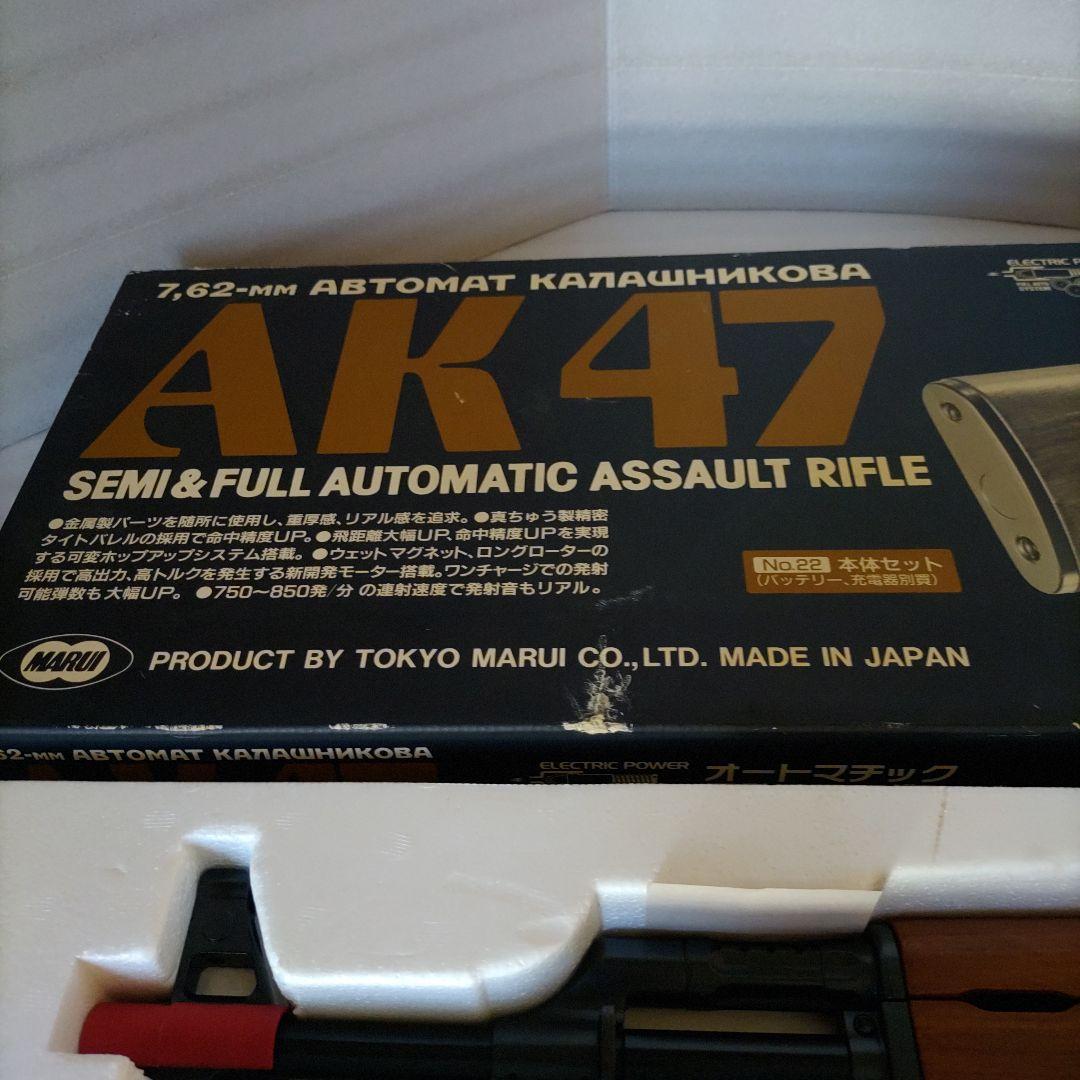 7,62-мм АВТОМАТ КАЛАШНИКОВА
AK47
SEMI & FULL AUTOMATIC ASSAULT RIFLE
●金属製パーツを随所に使用し、重厚感、リアル感を追求。●真ちゅう製精密
タイトバレルの採用で命中精度UP。●飛距離大幅UP、命中精度UPを実現
する可変ホップアップシステム搭載。●ウェットマグネット、ロングローターの
採用で高出力、高トルクを発生する新開発モーター搭載。ワンチャージでの発射
可能弾数も大幅UP。●750〜850発/分の連射速度で発射音もリアル。
No.22 本体セット
(バッテリー、充電器別買)
MARUI PRODUCT BY TOKYO MARUI CO.,LTD. MADE IN JAPAN
62-мм АВТОМАТ КАЛАШНИКОВА
ELECTRIC POWER オートマチック